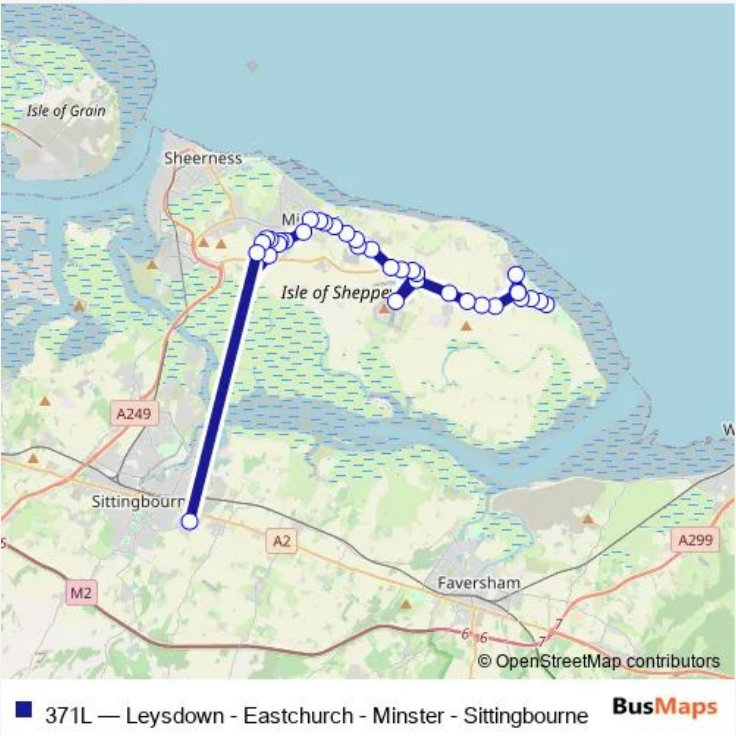 Isle of Grain
Sheerness
Mi
Isle of Sheppe
A249
W
Sittingbourn
A2
A299
5
M2
Faversham
6 6 7 7
© OpenStreetMap contributors
371L — Leysdown - Eastchurch - Minster - Sittingbourne
BusMaps